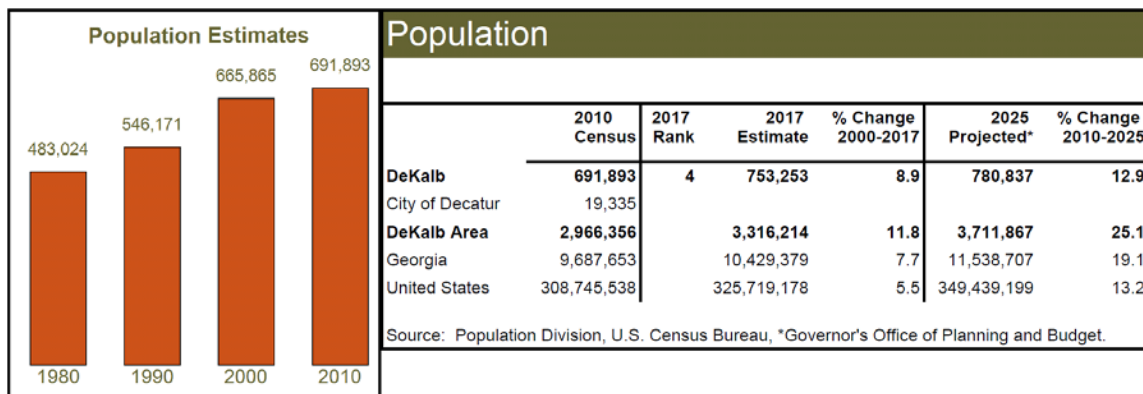 Population Estimates
691,893
665,865
546,171
483,024
1980 1990 2000 2010
Population
2010 2017 2017 % Change 2025 % Change
Census Rank Estimate 2000-2017 Projected* 2010-2025
DeKalb 691,893 4 753,253 8.9 780,837 12.9
City of Decatur 19,335
DeKalb Area 2,966,356 3,316,214 11.8 3,711,867 25.1
Georgia 9,687,653 10,429,379 7.7 11,538,707 19.1
United States 308,745,538 325,719,178 5.5 349,439,199 13.2
Source: Population Division, U.S. Census Bureau, *Governor's Office of Planning and Budget.